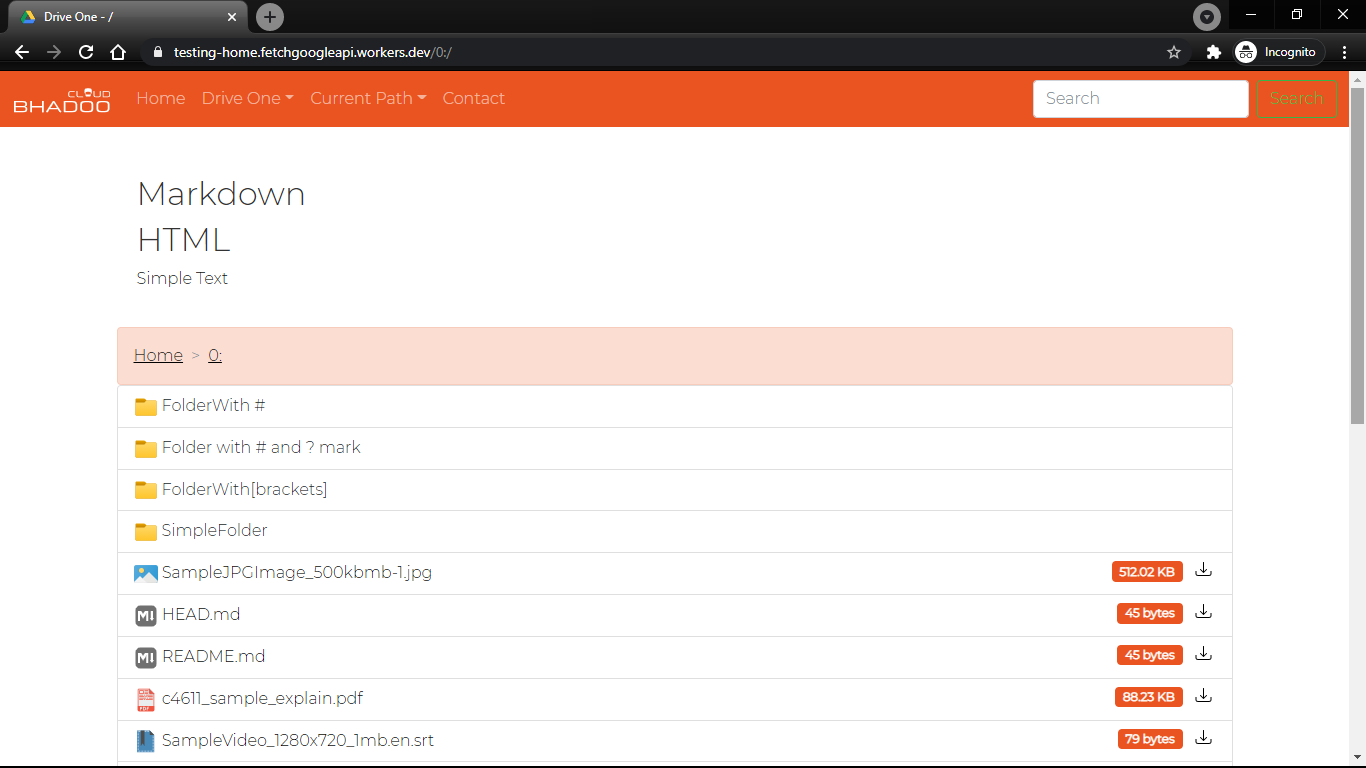 Drive One - /
testing-home.fetchgoogleapi.workers.dev/0:/
Incognito
CLOUD
BHADOO
Home Drive One Current Path Contact Search Search
Markdown
HTML
Simple Text
Home > 0:
FolderWith #
Folder with # and ? mark
FolderWith[brackets]
SimpleFolder
SampleJPGImage_500kbmb-1.jpg 512.02 KB
HEAD.md 45 bytes
README.md 45 bytes
c4611_sample_explain.pdf 88.23 KB
SampleVideo_1280x720_1mb.en.srt 79 bytes